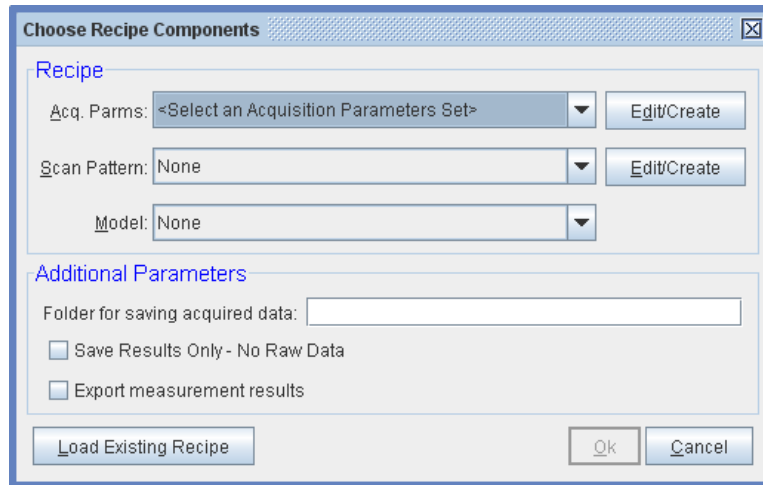 Choose Recipe Components
Recipe
Acq. Parms: <Select an Acquisition Parameters Set> Edit/Create
Scan Pattern: None Edit/Create
Model: None
Additional Parameters
Folder for saving acquired data:
Save Results Only - No Raw Data
Export measurement results
Load Existing Recipe Ok Cancel